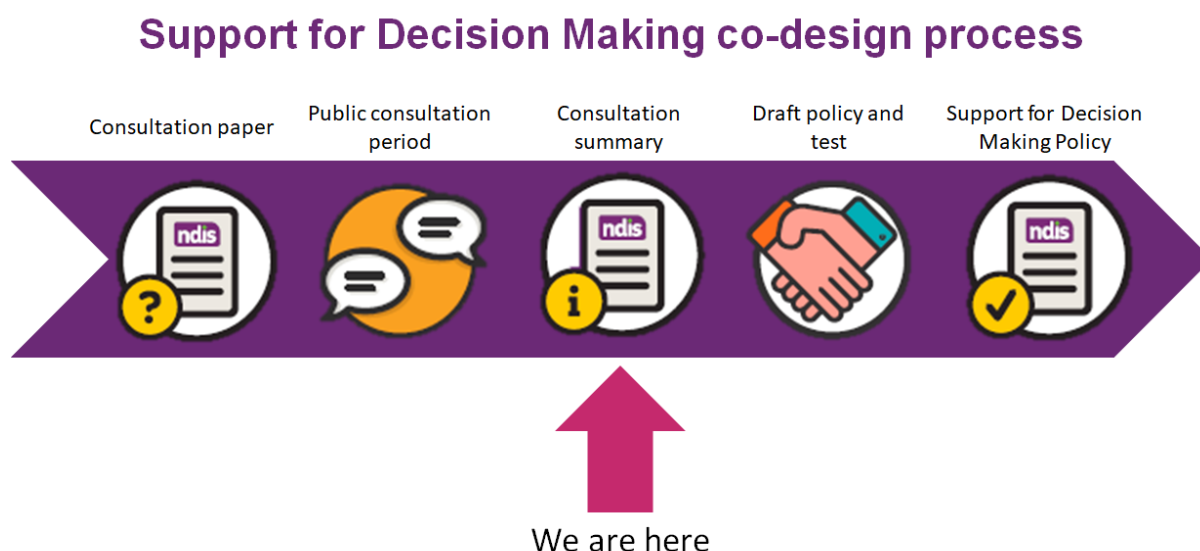 Support for Decision Making co-design process
Consultation paper
Public consultation
period
Consultation
summary
Draft policy and
test
Support for Decision
Making Policy
ndis
?
ndis
i
ndis
We are here